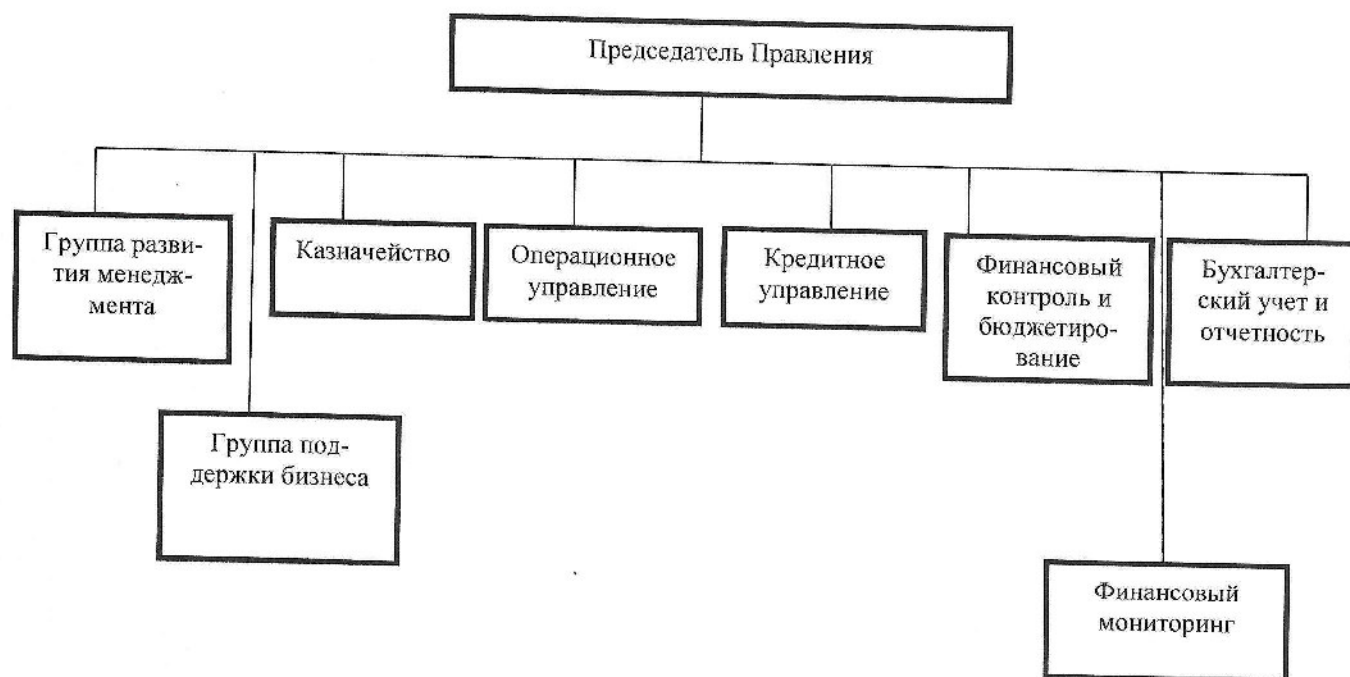 Председатель Правления
Группа разви-
тия менедж-
мента
Казначейство
Операционное
управление
Кредитное
управление
Финансовый
контроль и
бюджетиро-
вание
Бухгалтер-
ский учет и
отчетность
Группа под-
держки бизнеса
Финансовый
мониторинг